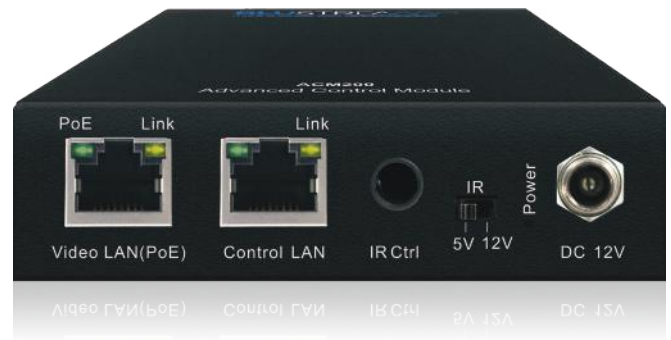 BLUSTREAM
ACM200
Advanced Control Module
PoE Link
Link
IR
Power
5V 12V
Video LAN(PoE)
Control LAN
IR Ctrl
DC 12V